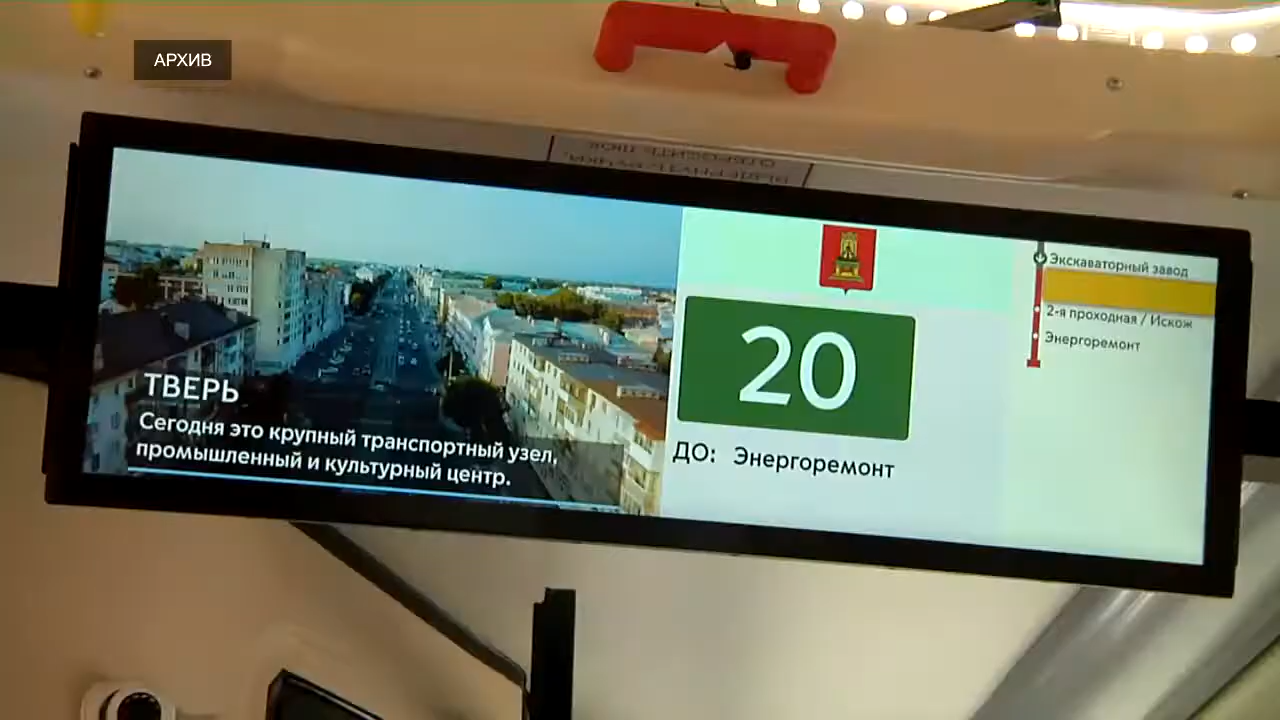 АРХИВ
ТВЕРЬ
Сегодня это крупный транспортный узел,
промышленный и культурный центр.
20
ДО: Энергоремонт
Экскаваторный завод
2-я проходная / Искож
Энергоремонт